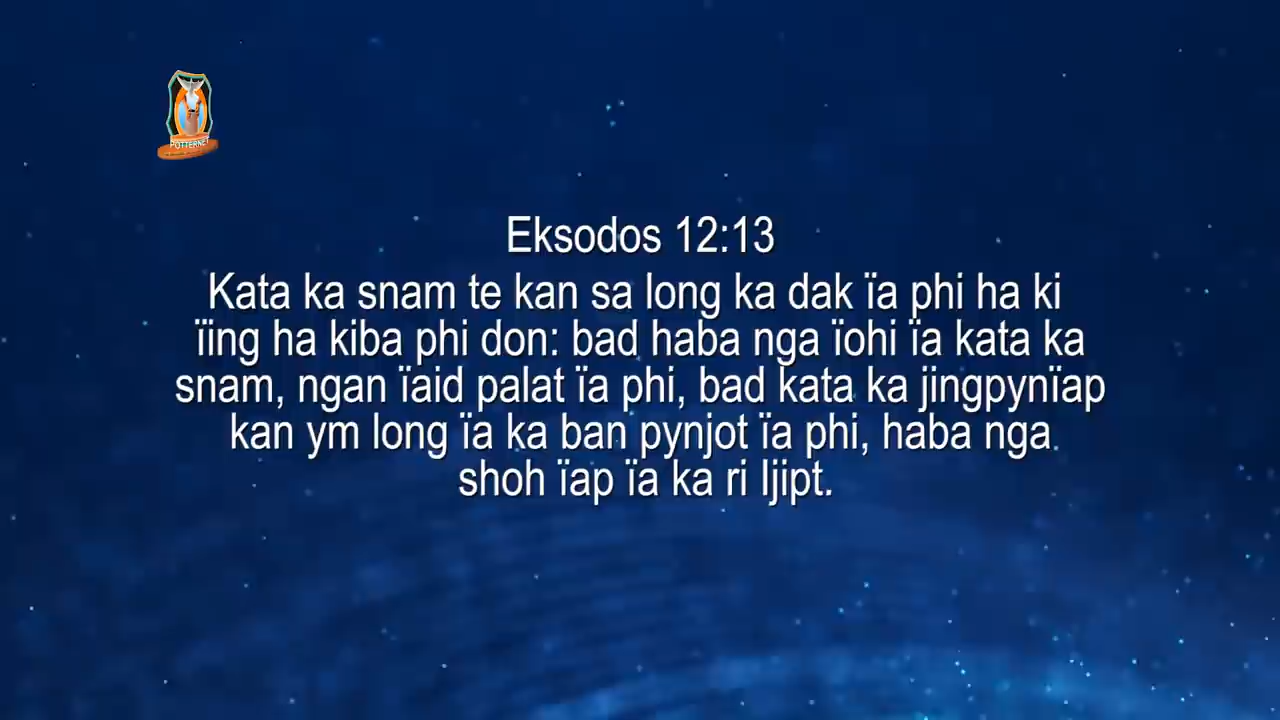 POTTERNET
Eksodos 12:13
Kata ka snam te kan sa long ka dak ïa phi ha ki
ïing ha kiba phi don: bad haba nga ïohi ïa kata ka
snam, ngan ïaid palat ïa phi, bad kata ka jingpynïap
kan ym long ïa ka ban pynjot ïa phi, haba nga
shoh ïap ïa ka ri Ijipt.